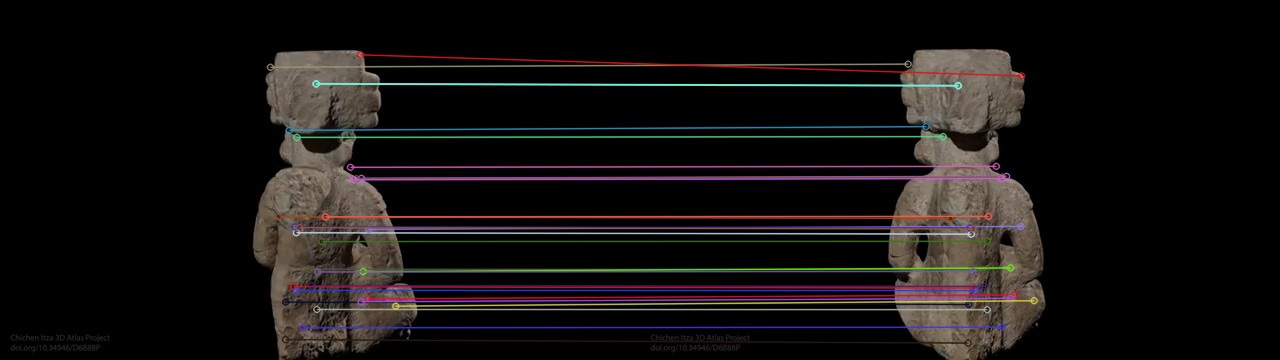 Chichen Itza 3D Atlas Project
doi.org/10.34946/D6B88P
Chichen Itza 3D Atlas Project
doi.org/10.34946/D6B88P